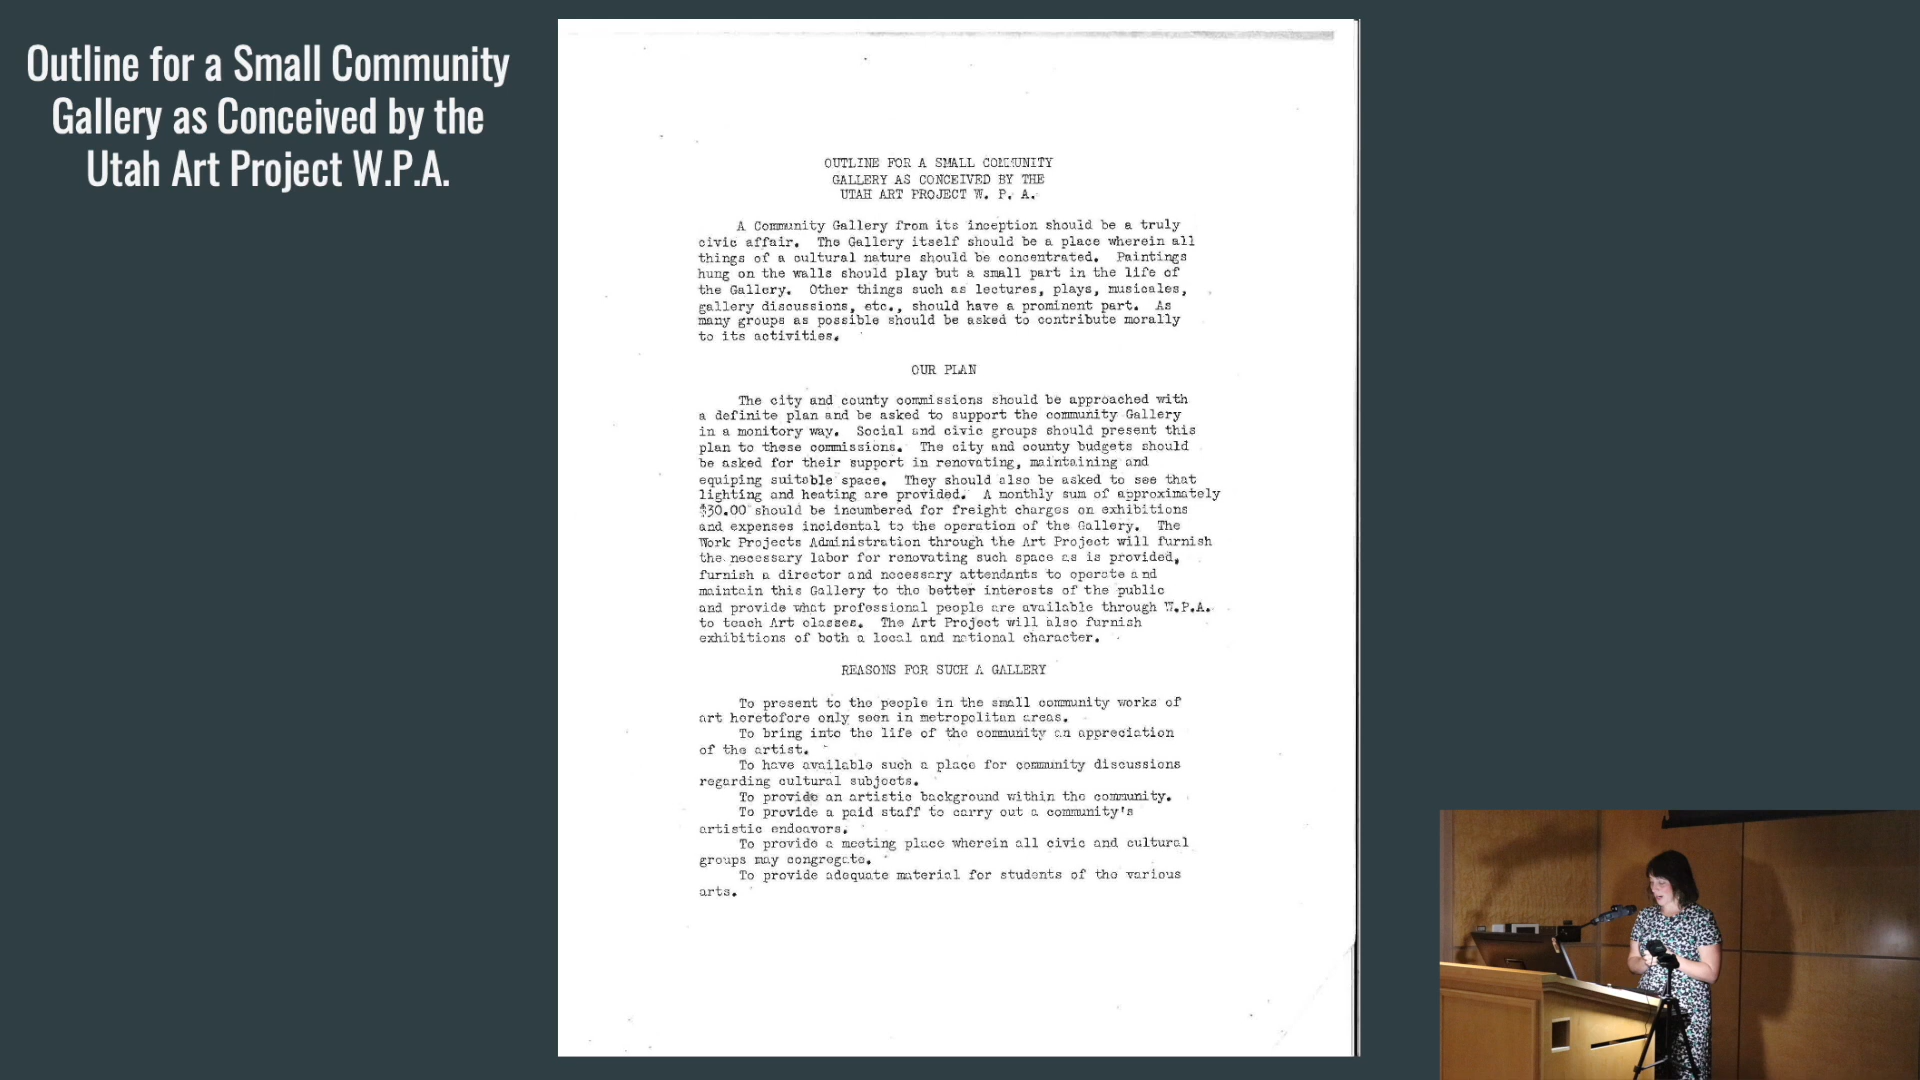 Outline for a Small Community
Gallery as Conceived by the
Utah Art Project W.P.A.
OUTLINE FOR A SMALL COMMUNITY
GALLERY AS CONCEIVED BY THE
UTAH ART PROJECT W. P. A.
A Community Gallery from its inception should be a truly
civic affair. The Gallery itself should be a place wherein all
things of a cultural nature should be concentrated. Paintings
hung on the walls should play but a small part in the life of
the Gallery. Other things such as lectures, plays, musicales,
gallery discussions, etc., should have a prominent part. As
many groups as possible should be asked to contribute morally
to its activities.
OUR PLAN
The city and county commissions should be approached with
a definite plan and be asked to support the community Gallery
in a monitory way. Social and civic groups should present this
plan to these commissions. The city and county budgets should
be asked for their support in renovating, maintaining and
equiping suitable space. They should also be asked to see that
lighting and heating are provided. A monthly sum of approximately
$30.00 should be incumbered for freight charges on exhibitions
and expenses incidental to the operation of the Gallery. The
Work Projects Administration through the Art Project will furnish
the necessary labor for renovating such space as is provided,
furnish a director and necessary attendants to operate and
maintain this Gallery to the better interests of the public
and provide what professional people are available through W.P.A.
to teach Art classes. The Art Project will also furnish
exhibitions of both a local and national character.
REASONS FOR SUCH A GALLERY
To present to the people in the small community works of
art heretofore only seen in metropolitan areas.
To bring into the life of the community an appreciation
of the artist.
To have available such a place for community discussions
regarding cultural subjects.
To provide an artistic background within the community.
To provide a paid staff to carry out a community's
artistic endeavors.
To provide a meeting place wherein all civic and cultural
groups may congregate.
To provide adequate material for students of the various
arts.